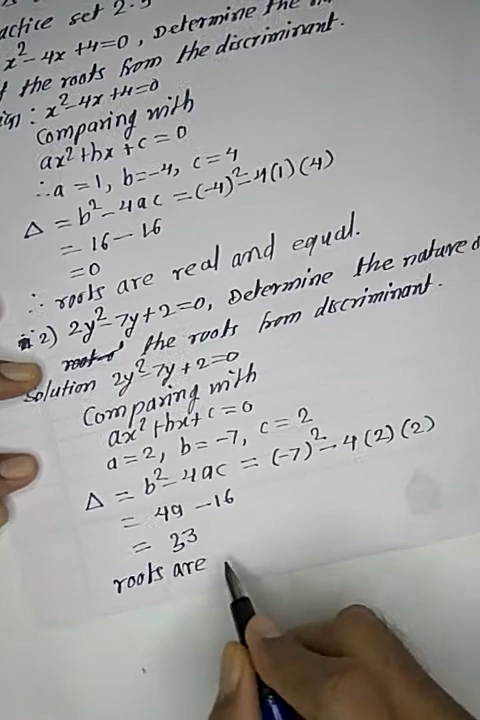 Practice set 2.5
x²-4x+4=0, Determine the
the roots from the discriminant.
: x²-4x+4=0
Comparing with
ax²+bx+c=0
∴a=1, b=-4, c=4
Δ = b²-4ac = (-4)²-4(1)(4)
= 16-16
=0
∴ roots are real and equal.
2) 2y²-7y+2=0, Determine the nature
the roots from discriminant.
Solution 2y²-7y+2=0
Comparing with
ax²+bx+c=0
a=2, b=-7, c=2
Δ = b²-4ac = (-7)²-4(2)(2)
= 49-16
= 33
roots are